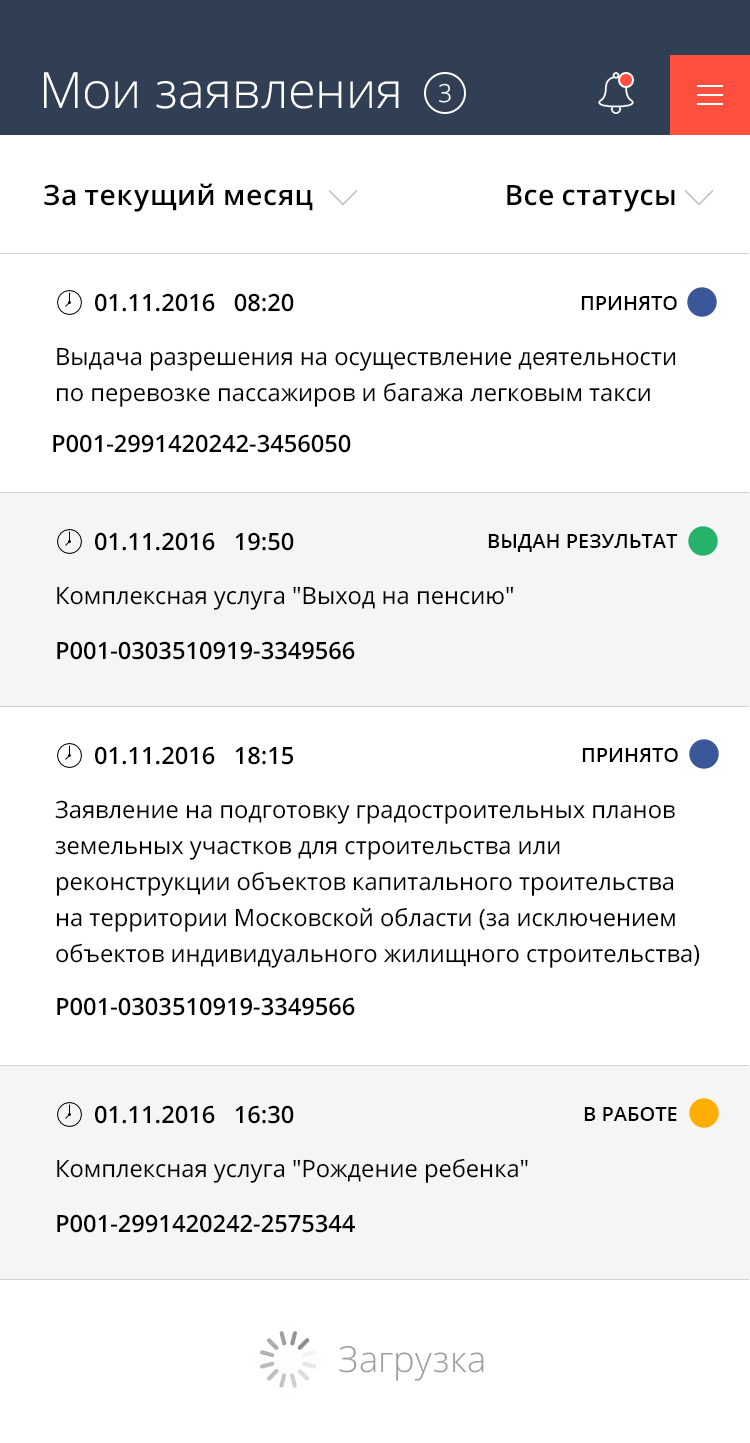 Мои заявления 3
За текущий месяц Все статусы
01.11.2016 08:20 ПРИНЯТО
Выдача разрешения на осуществление деятельности
по перевозке пассажиров и багажа легковым такси
P001-2991420242-3456050
01.11.2016 19:50 ВЫДАН РЕЗУЛЬТАТ
Комплексная услуга "Выход на пенсию"
P001-0303510919-3349566
01.11.2016 18:15 ПРИНЯТО
Заявление на подготовку градостроительных планов
земельных участков для строительства или
реконструкции объектов капитального троительства
на территории Московской области (за исключением
объектов индивидуального жилищного строительства)
P001-0303510919-3349566
01.11.2016 16:30 В РАБОТЕ
Комплексная услуга "Рождение ребенка"
P001-2991420242-2575344
Загрузка